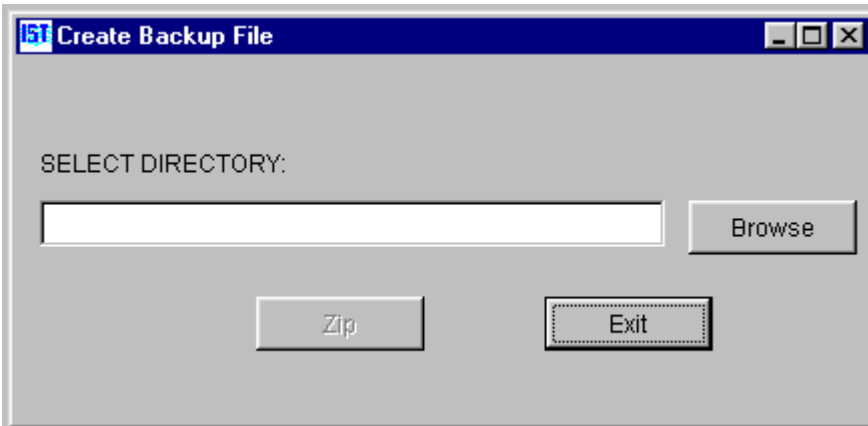 IST Create Backup File
SELECT DIRECTORY:
Browse
Zip
Exit